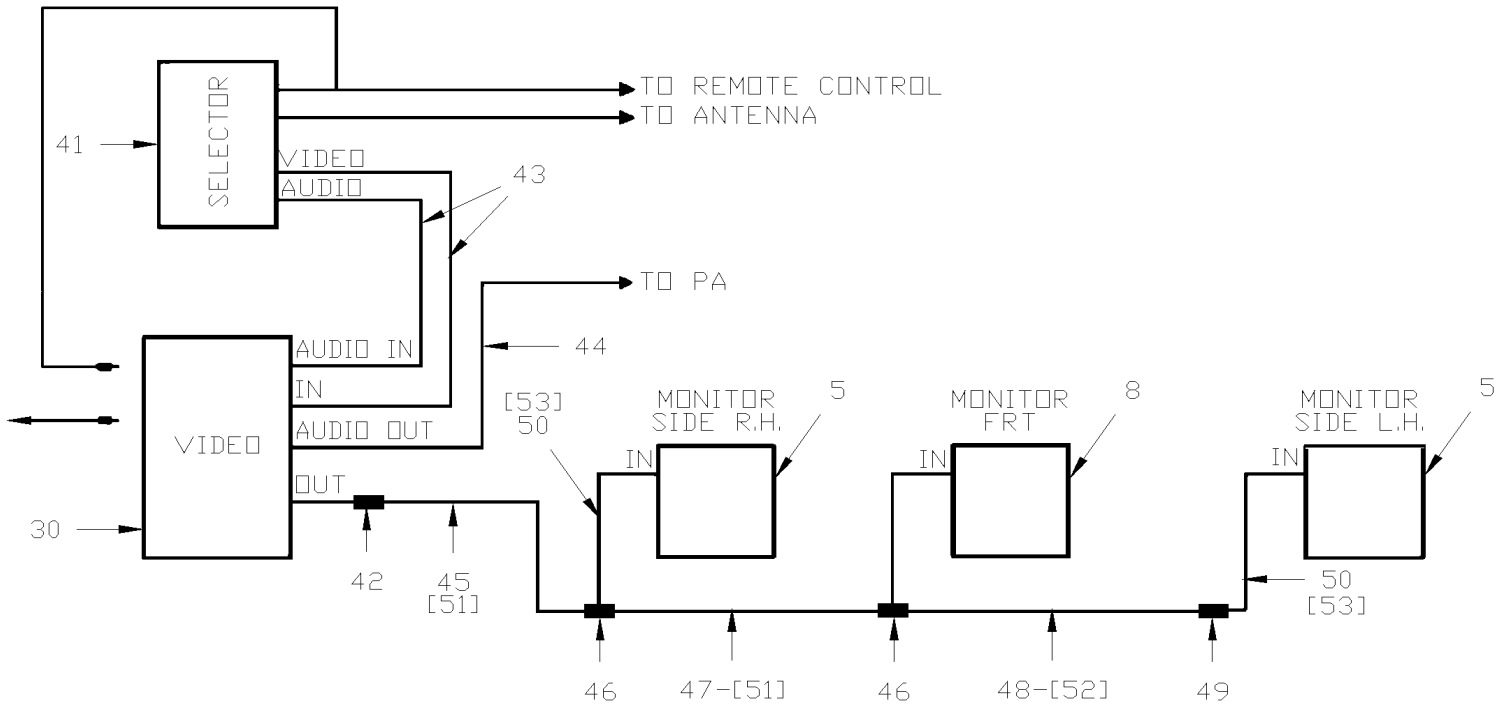 TO REMOTE CONTROL
TO ANTENNA
SELECTOR
41
VIDEO
AUDIO
43
TO PA
44
AUDIO IN
IN
AUDIO OUT
OUT
VIDEO
30
42
45
[51]
[53]
50
MONITOR
SIDE R.H.
5
IN
MONITOR
FRT
8
IN
MONITOR
SIDE L.H.
5
IN
50
[53]
46
47-[51]
46
48-[52]
49